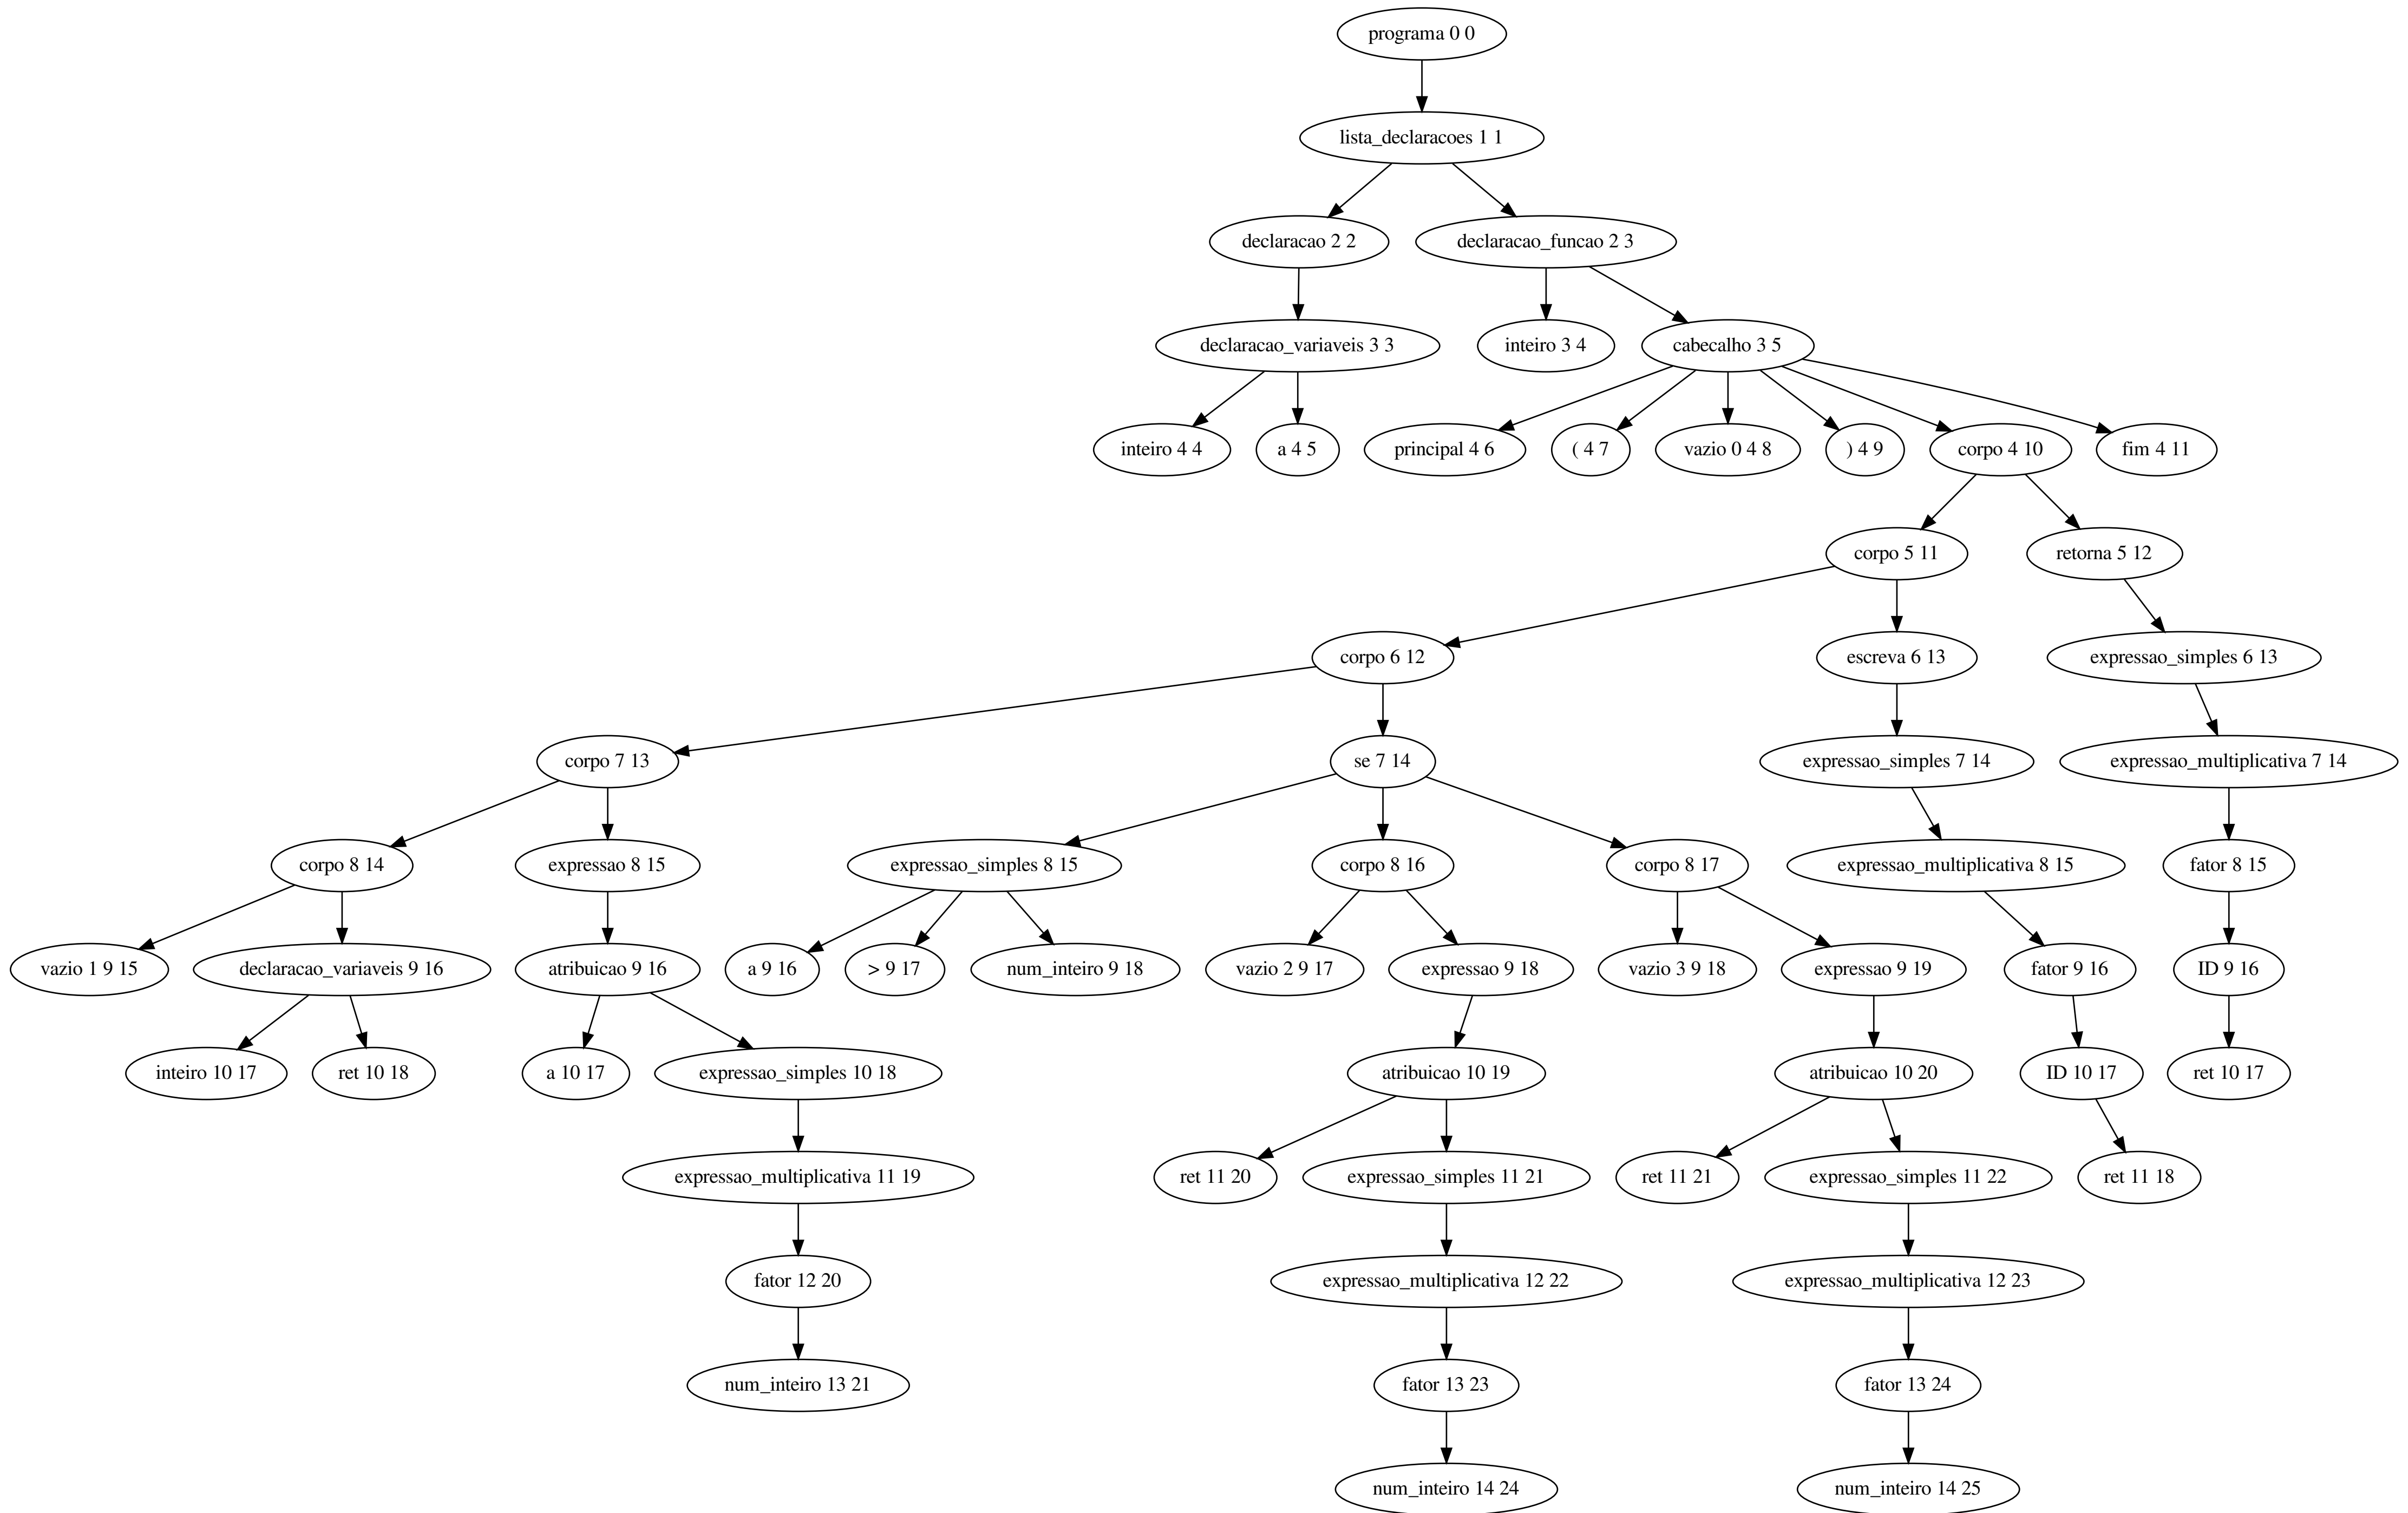 programa 0 0
lista_declaracoes 1 1
declaracao 2 2
declaracao_funcao 2 3
declaracao_variaveis 3 3
inteiro 3 4
cabecalho 3 5
inteiro 4 4
a 4 5
principal 4 6
( 4 7
vazio 0 4 8
) 4 9
corpo 4 10
fim 4 11
corpo 5 11
retorna 5 12
corpo 6 12
escreva 6 13
expressao_simples 6 13
corpo 7 13
se 7 14
expressao_simples 7 14
expressao_multiplicativa 7 14
corpo 8 14
expressao 8 15
expressao_simples 8 15
corpo 8 16
corpo 8 17
expressao_multiplicativa 8 15
fator 8 15
vazio 1 9 15
declaracao_variaveis 9 16
atribuicao 9 16
a 9 16
> 9 17
num_inteiro 9 18
vazio 2 9 17
expressao 9 18
vazio 3 9 18
expressao 9 19
fator 9 16
ID 9 16
inteiro 10 17
ret 10 18
a 10 17
expressao_simples 10 18
atribuicao 10 19
atribuicao 10 20
ID 10 17
ret 10 17
expressao_multiplicativa 11 19
ret 11 20
expressao_simples 11 21
ret 11 21
expressao_simples 11 22
ret 11 18
fator 12 20
expressao_multiplicativa 12 22
expressao_multiplicativa 12 23
num_inteiro 13 21
fator 13 23
fator 13 24
num_inteiro 14 24
num_inteiro 14 25